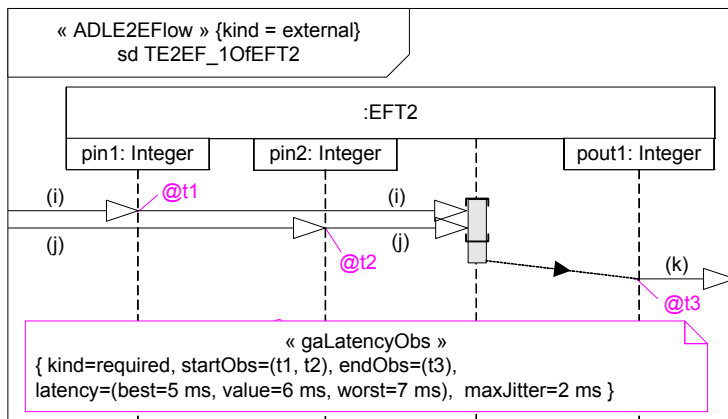 « ADLE2EFlow » {kind = external}
sd TE2EF_1OfEFT2
:EFT2
pin1: Integer
pin2: Integer
pout1: Integer
(i)
@t1
(i)
(j)
@t2
(j)
(k)
@t3
« gaLatencyObs »
{ kind=required, startObs=(t1, t2), endObs=(t3),
latency=(best=5 ms, value=6 ms, worst=7 ms), maxJitter=2 ms }